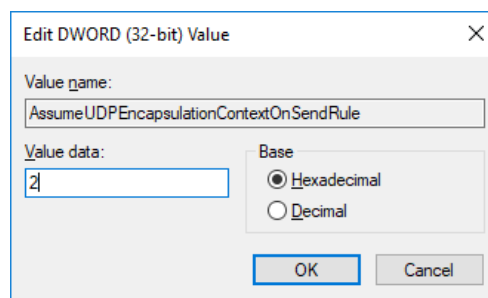 Edit DWORD (32-bit) Value
Value name:
AssumeUDPEncapsulationContextOnSendRule
Value data:
2
Base
Hexadecimal
Decimal
OK
Cancel